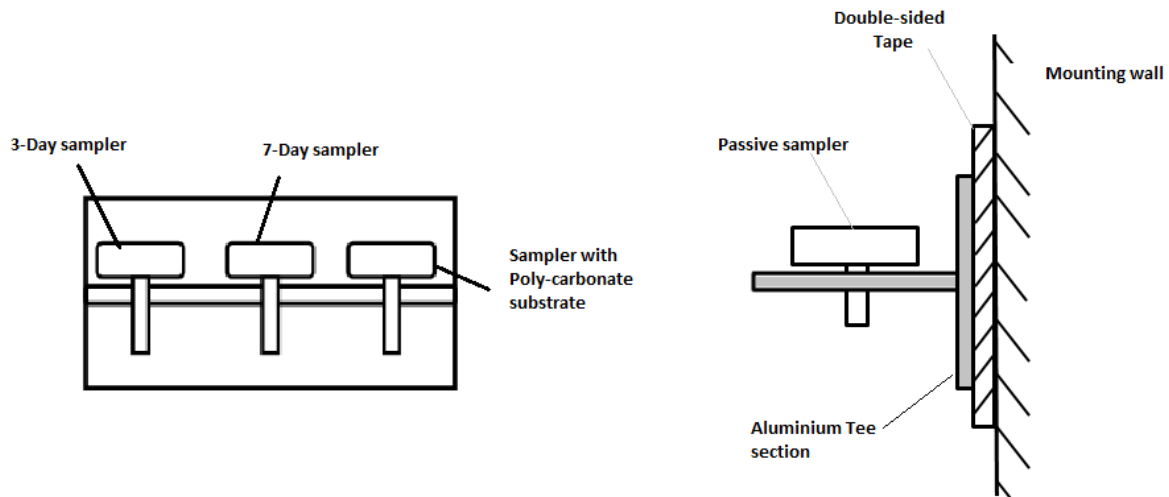 3-Day sampler
7-Day sampler
Sampler with
Poly-carbonate
substrate
Double-sided
Tape
Mounting wall
Passive sampler
Aluminium Tee
section